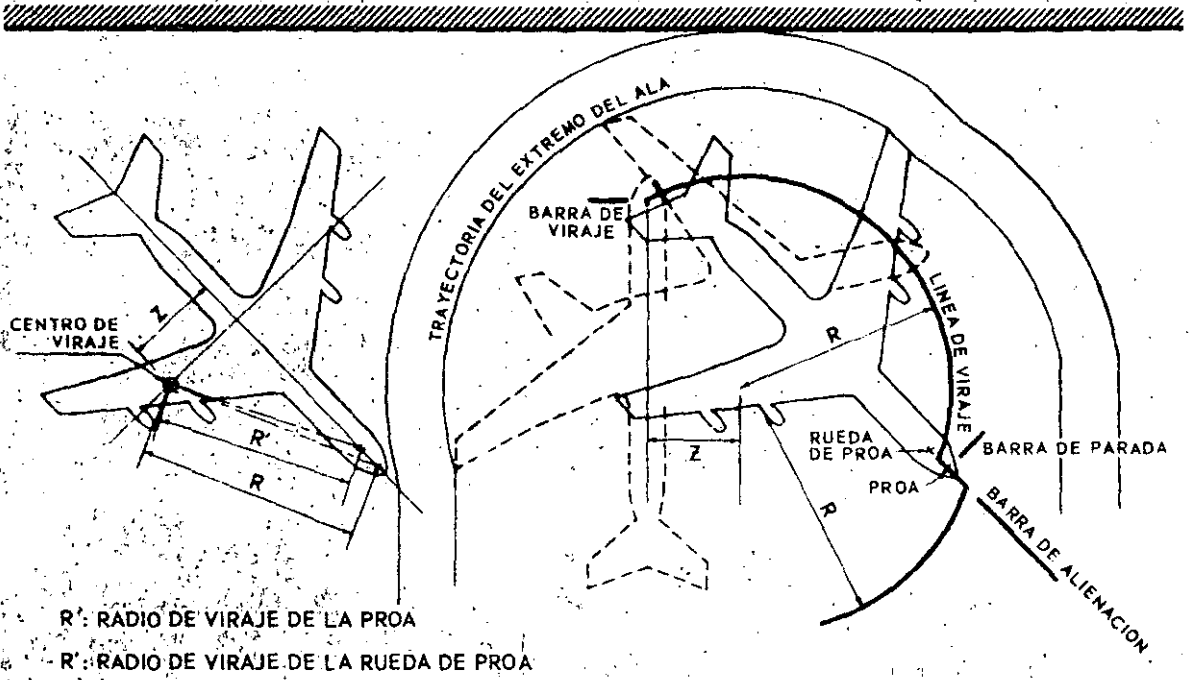 TRAYECTORIA DEL EXTREMO DEL ALA
BARRA DE
VIRAJE
Z
CENTRO DE
VIRAJE
LINEA DE VIRAJE
R
R'
R
Z
RUEDA
DE PROA
BARRA DE PARADA
PROA
R
BARRA DE ALIENACION
R': RADIO DE VIRAJE DE LA PROA
R': RADIO DE VIRAJE DE LA RUEDA DE PROA